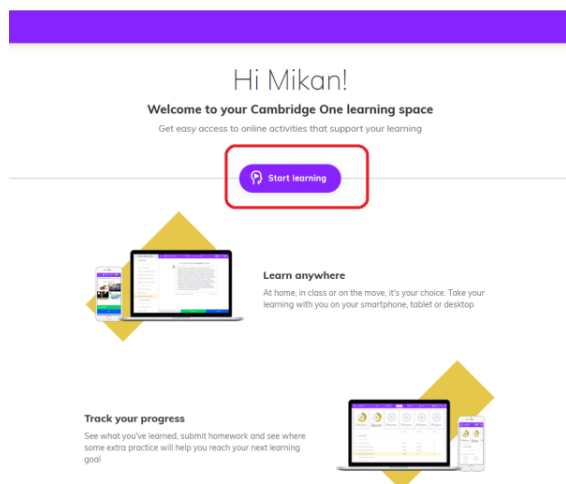 Hi Mikan!
Welcome to your Cambridge One learning space
Get easy access to online activities that support your learning
Start learning
Learn anywhere
At home, in class or on the move, it's your choice. Take your
learning with you on your smartphone, tablet or desktop
Track your progress
See what you've learned, submit homework and see where
some extra practice will help you reach your next learning
goal